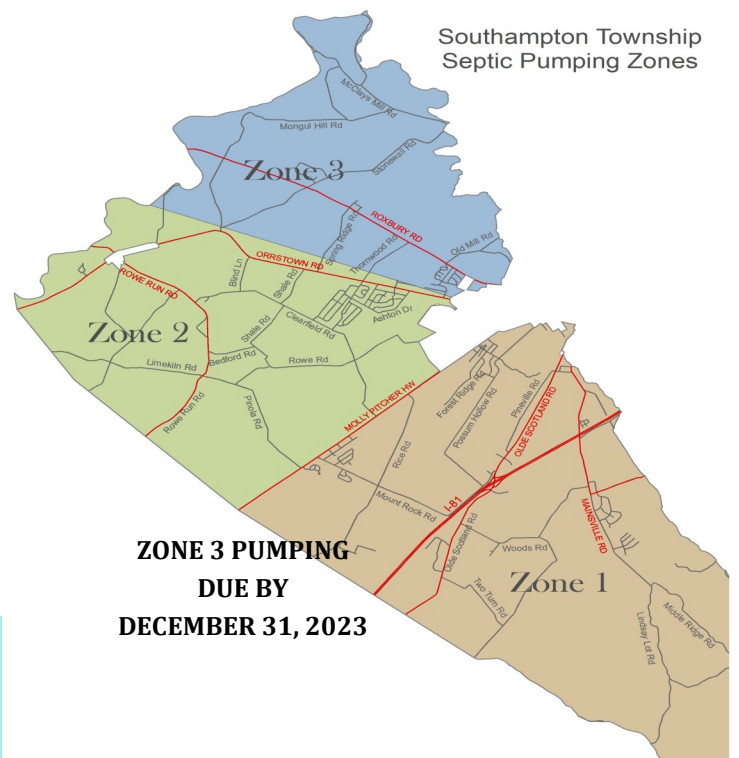 Southampton Township
Septic Pumping Zones
McClays Mill Rd
Mongul Hill Rd
Stonewall Rd
Zone 3
ROXBURY RD
Spring Ridge Rd
Thornwood Rd
Old Mill Rd
ORRSTOWN RD
Blind Ln
Shale Rd
ROWE RUN RD
Zone 2
Clearfield Rd
Ashton Dr
Shale Rd
Bedford Rd
Limekiln Rd
Rowe Rd
Rowe Run Rd
Pinola Rd
MOLLY PITCHER HW
Forest Ridge Rd
Possum Hollow Rd
Pineville Rd
OLDE SCOTLAND RD
Rice Rd
Mount Rock Rd
I-81
MAINSVILLE RD
Olde Scotland Rd
Woods Rd
Two Turn Rd
Zone 1
Lindsay Lot Rd
Middle Ridge Rd
ZONE 3 PUMPING
DUE BY
DECEMBER 31, 2023